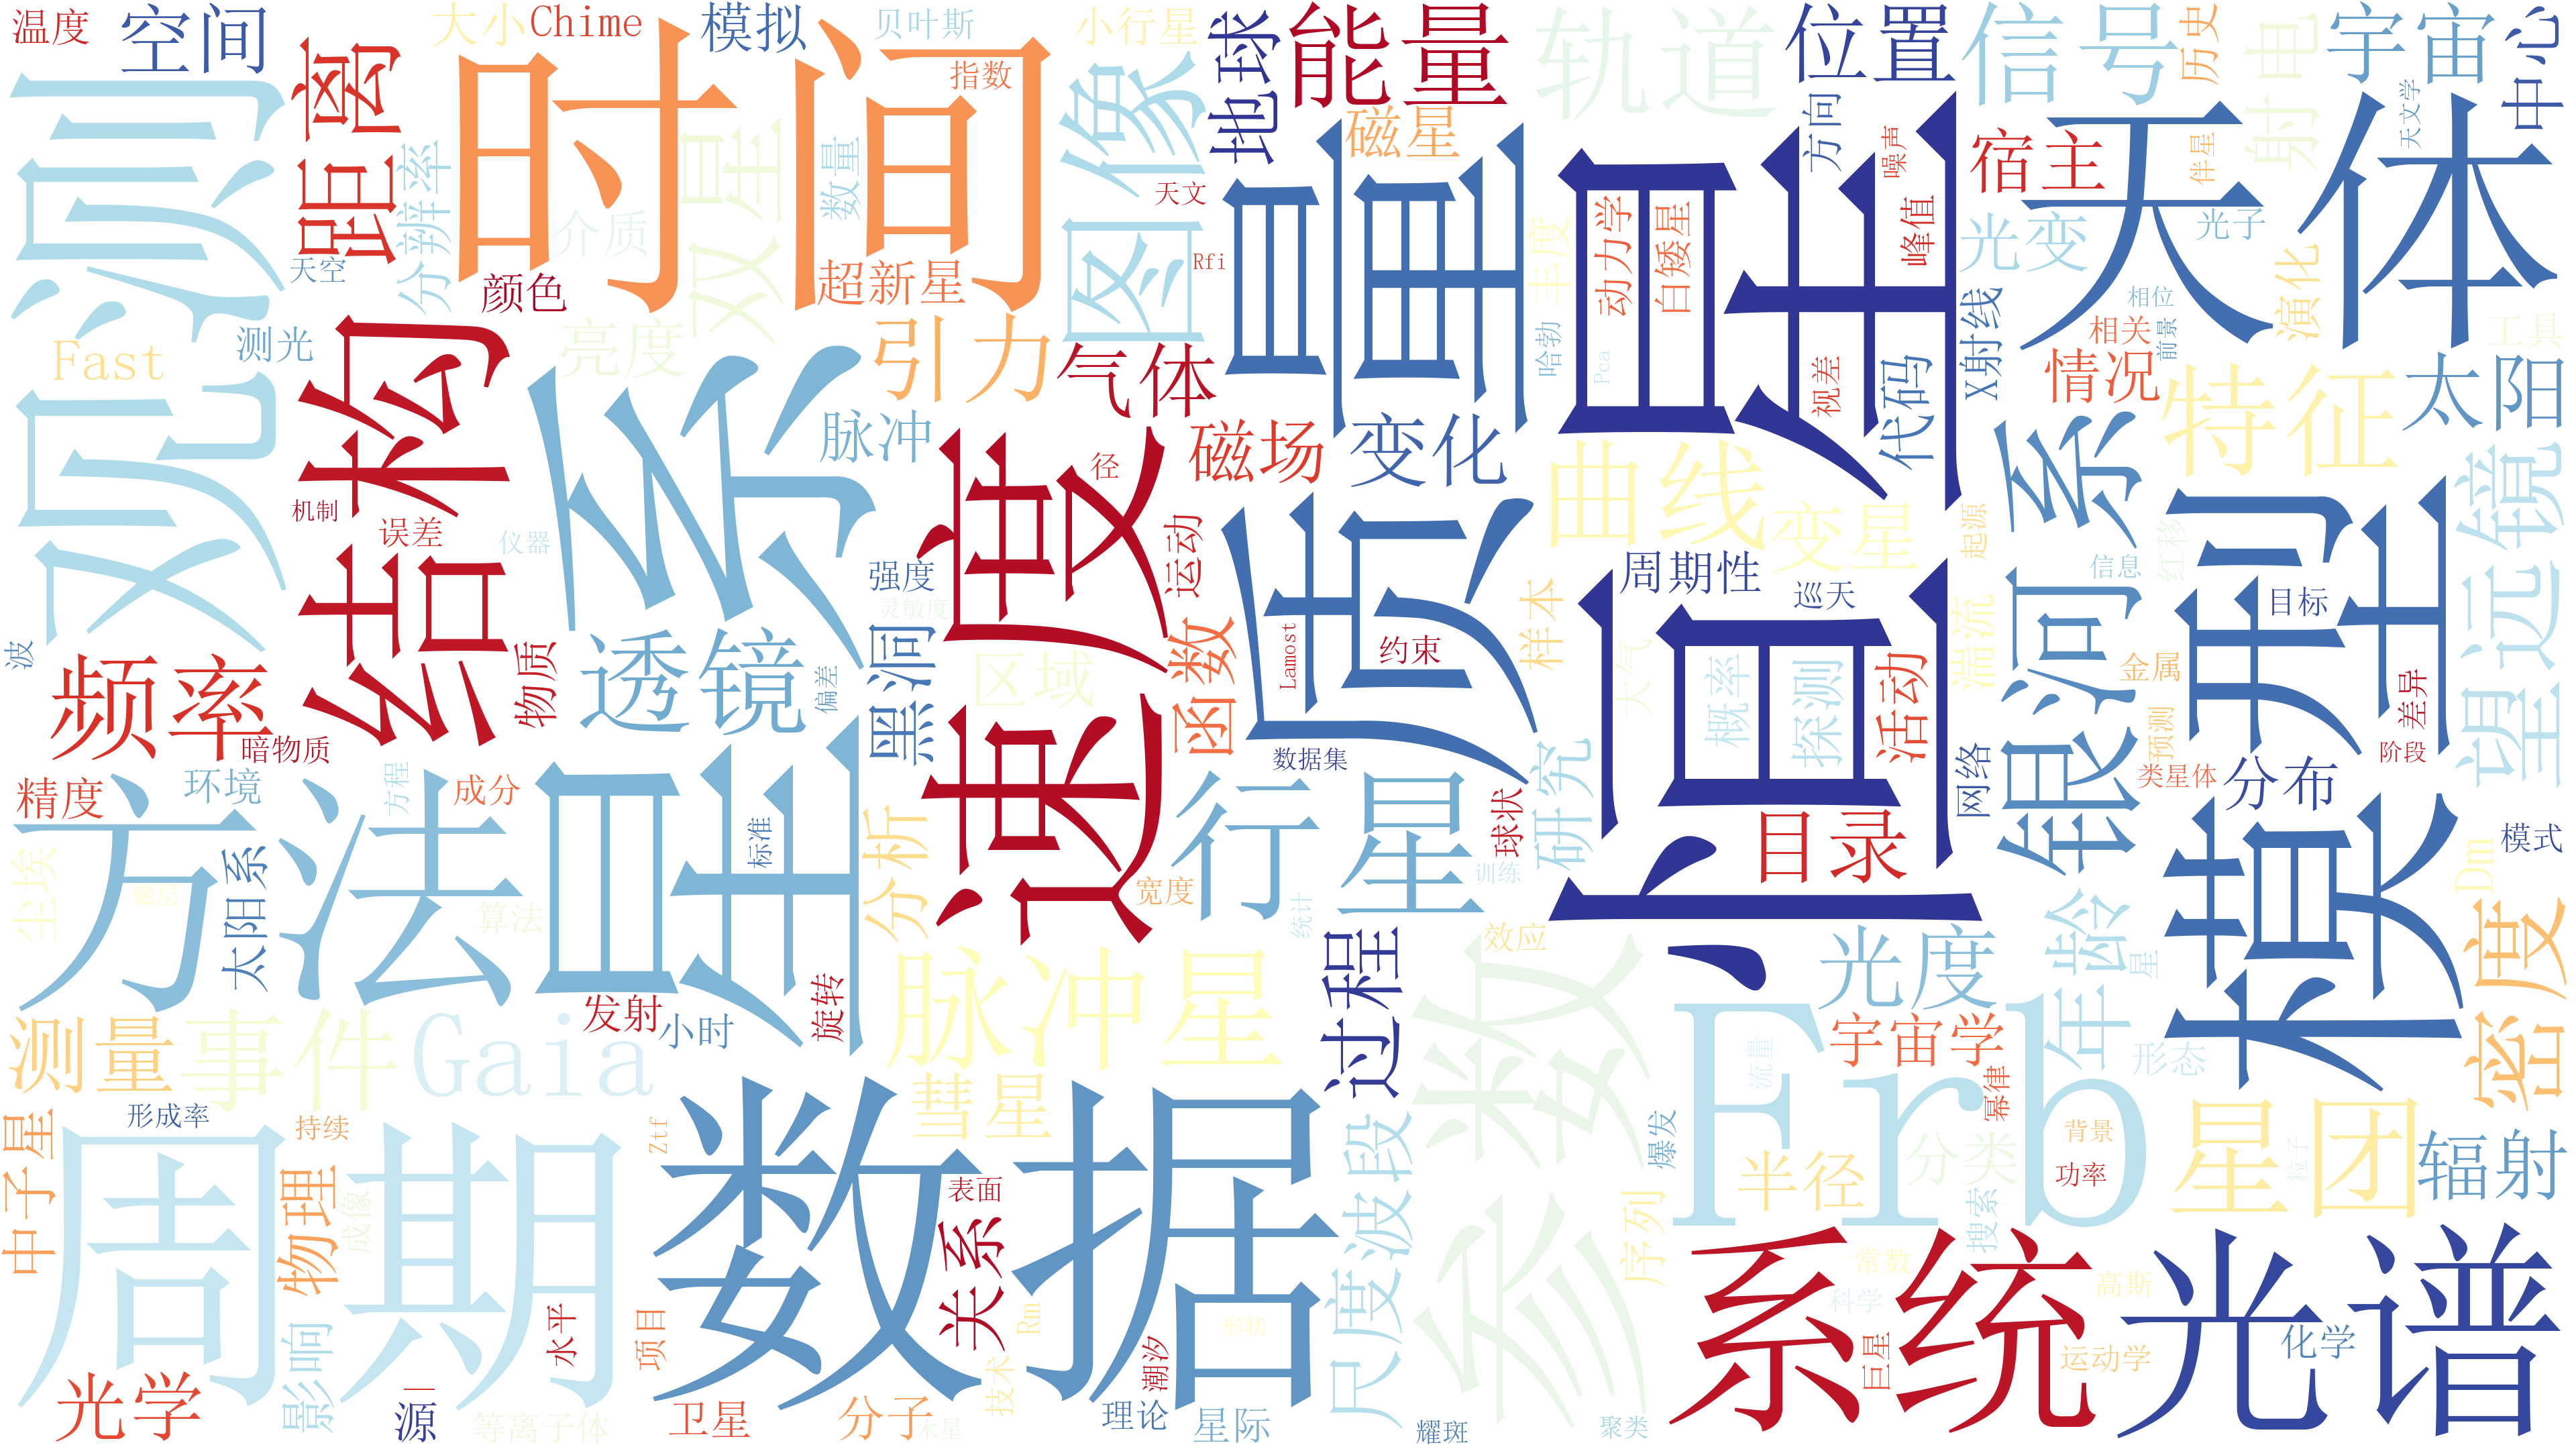 温度
空间
大小
Chime
模拟
贝叶斯
小行星
地球
能量
轨道
位置
信号
历史
射电
宇宙
中心
观测
距离
分辨率
时间
双星
数量
指数
图像
磁星
质量
恒星
方向
噪声
宿主
天体
伴星
天文学
天空
介质
颜色
超新星
天文
Rfi
丰度
动力学
白矮星
峰值
光变
光子
演化
Fast
测光
结构
亮度
引力
气体
哈勃
Pca
视差
代码
X射线
相位
相关
前景
情况
工具
太阳
星系
脉冲
速度
径
磁场
变化
曲线
变星
银河系
特征
望远镜
机制
误差
仪器
强度
灵敏度
运动
研究
周期性
巡天
起源
信息
红移
目标
模型
波
频率
物质
透镜
偏差
黑洞
区域
函数
Lamost
约束
样本
大气
概率
探测
活动
湍流
金属
差异
暗物质
精度
环境
方程
成分
数据集
光度
网络
预测
类星体
阶段
分布
方法
标准
分析
宽度
行星
球状
训练
目录
模式
尘埃
磁层
太阳系
算法
统计
效应
年龄
星
Dm
密度
测量
事件
Gaia
发射
小时
旋转
脉冲星
过程
参数
Frb
宇宙学
形态
流量
幂律
中子星
形成率
持续
Ztf
彗星
波段
爆发
半径
分类
背景
功率
星团
粒子
辐射
周期
物理
成像
数据
表面
关系
尺度
序列
搜索
影响
水平
项目
Rm
形状
潮汐
系统
常数
科学
高斯
光谱
化学
光学
源
等离子体
卫星
分子
木星
技术
理论
星际
耀斑
聚类
巨星
运动学